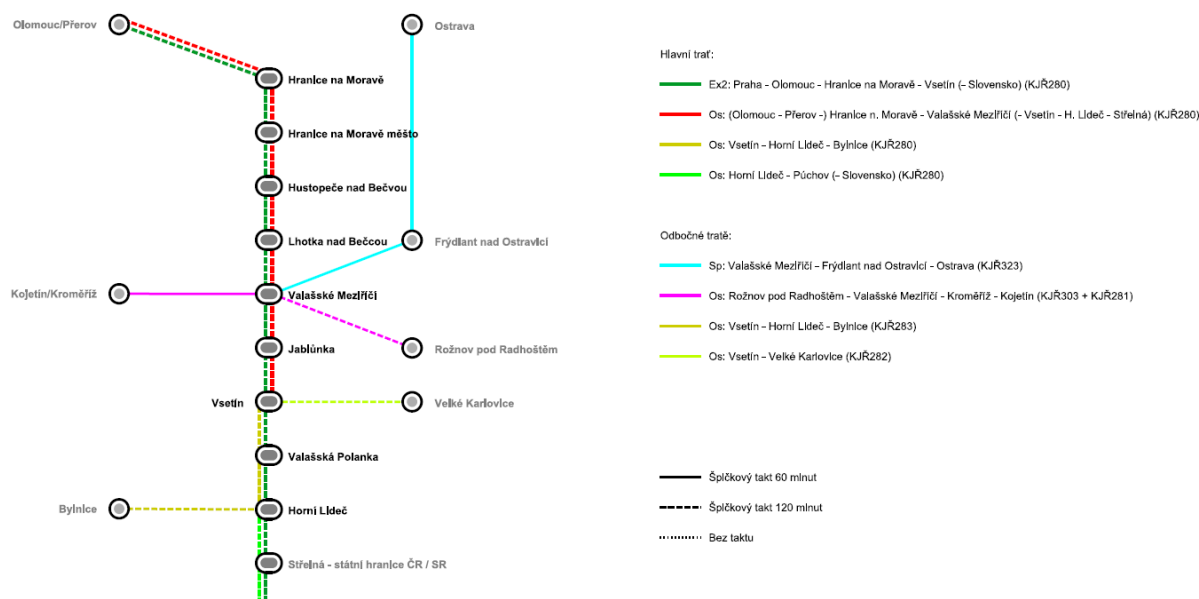 Olomouc/Přerov
Ostrava
Hranice na Moravě
Hranice na Moravě město
Hustopeče nad Bečvou
Lhotka nad Bečcou
Frýdlant nad Ostravicí
Kojetín/Kroměříž
Valašské Meziříčí
Jablůnka
Rožnov pod Radhoštěm
Vsetín
Velké Karlovice
Valašská Polanka
Bylnice
Horní Lideč
Střelná - státní hranice ČR / SR
Hlavní trať:
Ex2: Praha - Olomouc - Hranice na Moravě - Vsetín (- Slovensko) (KJŘ280)
Os: (Olomouc - Přerov -) Hranice n. Moravě - Valašské Meziříčí (- Vsetin - H. Lideč - Střelná) (KJŘ280)
Os: Vsetín - Horní Lideč - Bylnice (KJŘ280)
Os: Horní Lideč - Púchov (- Slovensko) (KJŘ280)
Odbočné tratě:
Sp: Valašské Meziříčí - Frýdlant nad Ostravicí - Ostrava (KJŘ323)
Os: Rožnov pod Radhoštěm - Valašské Meziříčí - Kroměříž - Kojetín (KJŘ303 + KJŘ281)
Os: Vsetín - Horní Lideč - Bylnice (KJŘ283)
Os: Vsetín - Velké Karlovice (KJŘ282)
Špičkový takt 60 minut
Špičkový takt 120 minut
Bez taktu